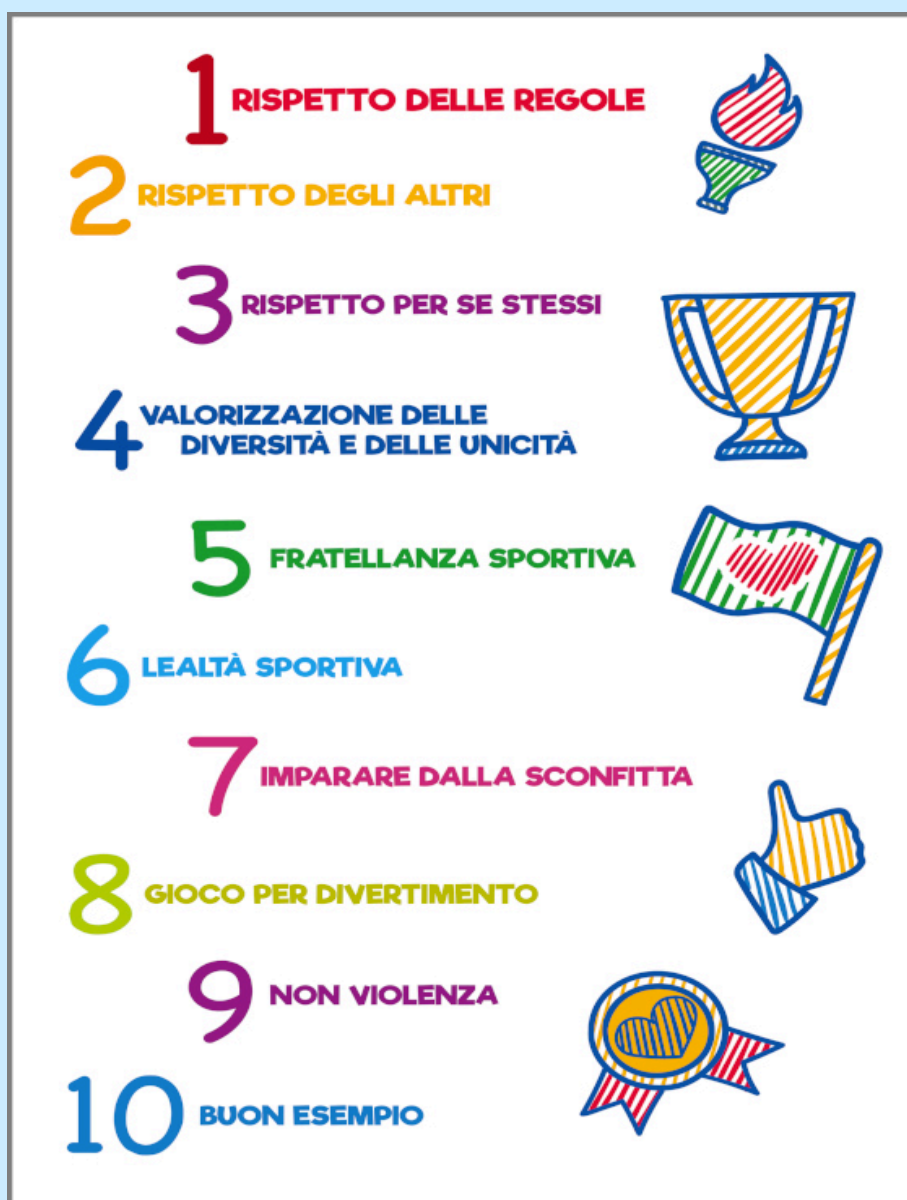 1 RISPETTO DELLE REGOLE
2 RISPETTO DEGLI ALTRI
3 RISPETTO PER SE STESSI
4 VALORIZZAZIONE DELLE
DIVERSITÀ E DELLE UNICITÀ
5 FRATELLANZA SPORTIVA
6 LEALTÀ SPORTIVA
7 IMPARARE DALLA SCONFITTA
8 GIOCO PER DIVERTIMENTO
9 NON VIOLENZA
10 BUON ESEMPIO